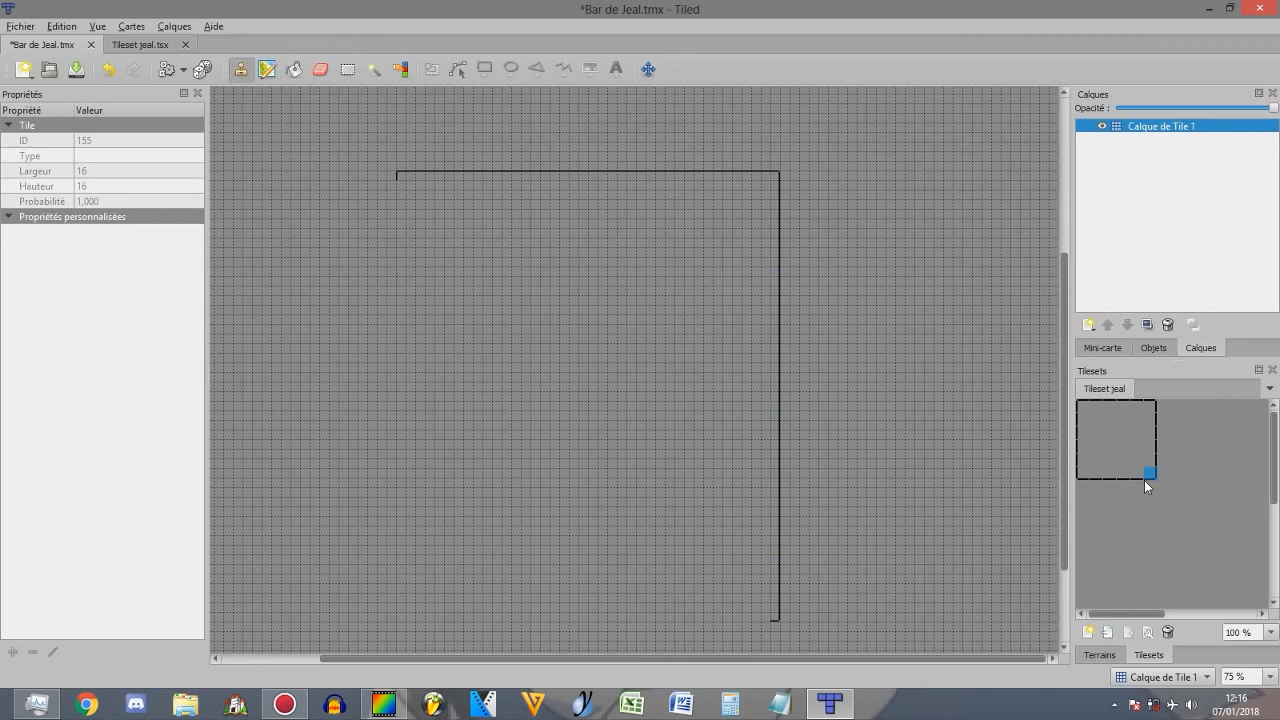 *Bar de Jeal.tmx - Tiled
Fichier Edition Vue Cartes Calques Aide
*Bar de Jeal.tmx Tileset jeal.tsx
Propriétés
Propriété Valeur
Tile
ID 155
Type
Largeur 16
Hauteur 16
Probabilité 1,000
Propriétés personnalisées
Calques
Opacité :
Calque de Tile 1
Mini-carte Objets Calques
Tilesets
Tileset jeal
100 %
Terrains Tilesets
Calque de Tile 1 75 %
12:16
07/01/2018